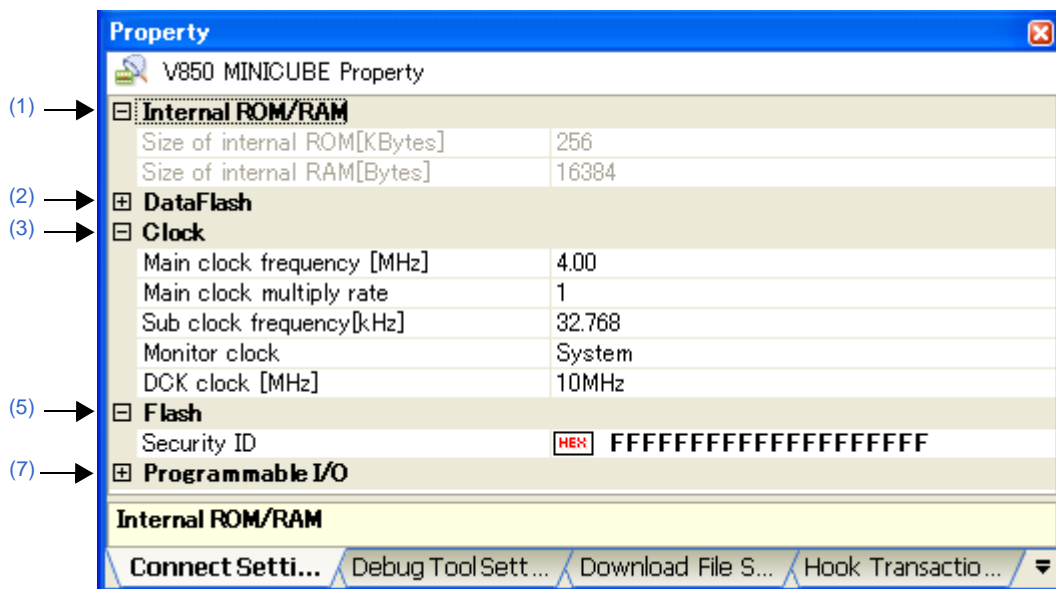 Property
V850 MINICUBE Property
(1) Internal ROM/RAM
Size of internal ROM[KBytes] 256
Size of internal RAM[Bytes] 16384
(2) DataFlash
(3) Clock
Main clock frequency [MHz] 4.00
Main clock multiply rate 1
Sub clock frequency[kHz] 32.768
Monitor clock System
DCK clock [MHz] 10MHz
(5) Flash
Security ID HEX FFFFFFFFFFFFFFFFFFFF
(7) Programmable I/O
Internal ROM/RAM
Connect Setti... Debug Tool Sett... Download File S... Hook Transactio...